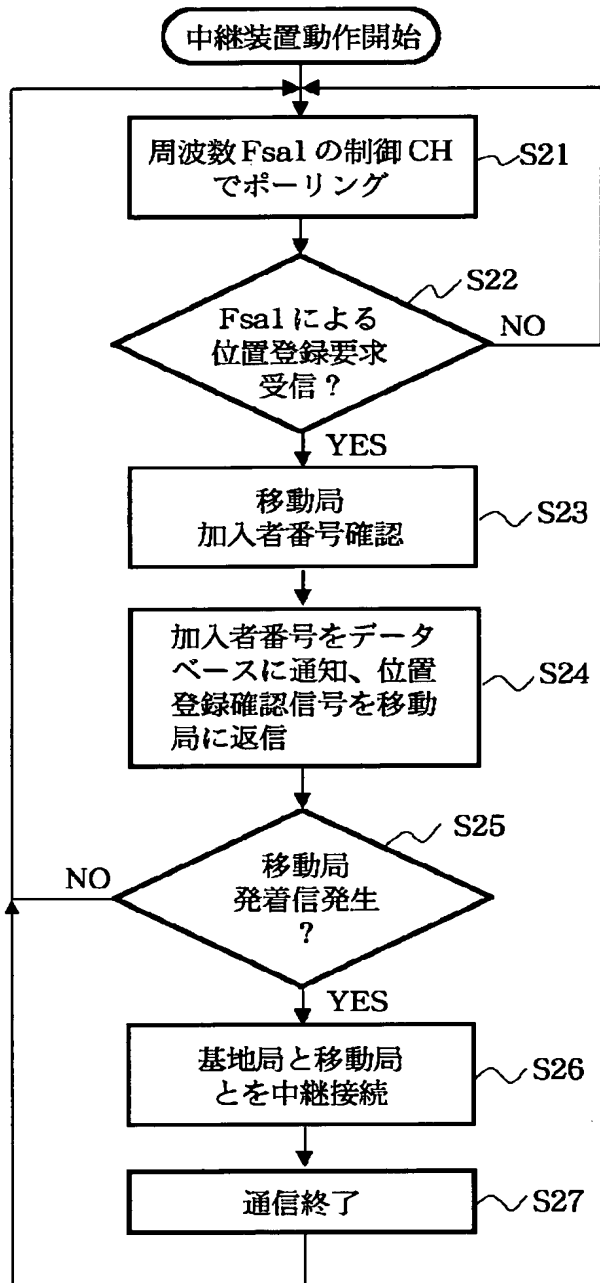 中継装置動作開始
周波数Fsa1の制御CH
でポーリング
S21
S22
Fsa1による
位置登録要求
受信?
NO
YES
移動局
加入者番号確認
S23
加入者番号をデータ
ベースに通知、位置
登録確認信号を移動
局に返信
S24
S25
移動局
発着信発生
?
NO
YES
基地局と移動局
とを中継接続
S26
通信終了
S27